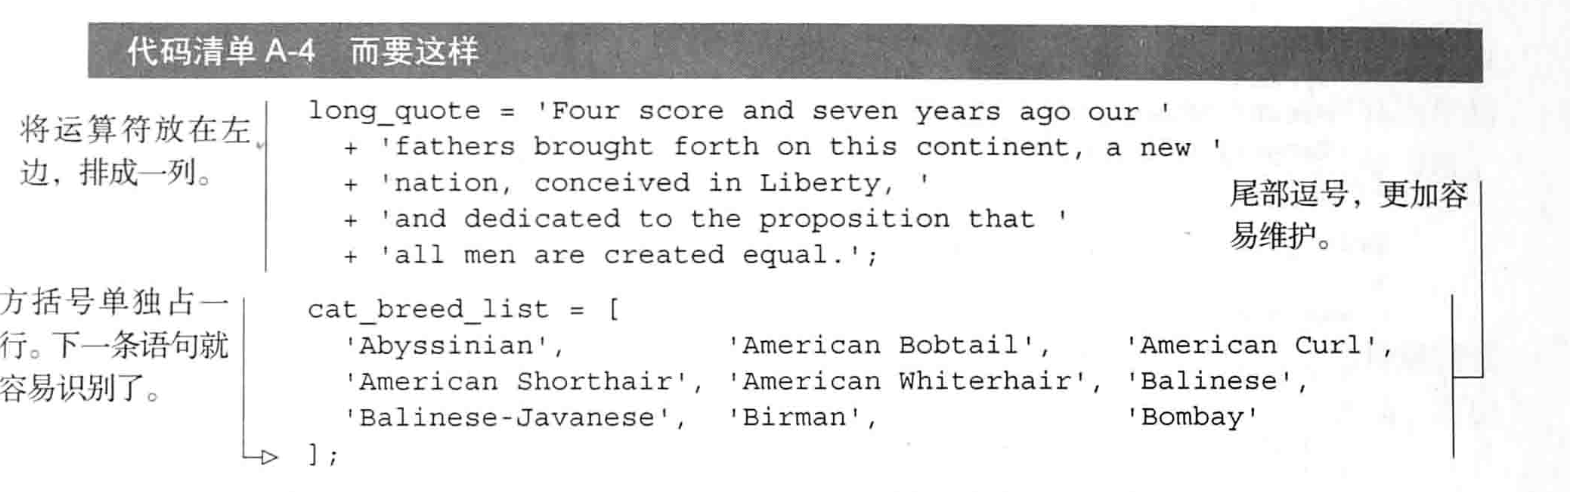 代码清单 A-4 而要这样
将运算符放在左
边，排成一列。
long_quote = 'Four score and seven years ago our '
+ 'fathers brought forth on this continent, a new '
+ 'nation, conceived in Liberty, '
+ 'and dedicated to the proposition that '
+ 'all men are created equal.';
尾部逗号，更加容
易维护。
方括号单独占一
行。下一条语句就
容易识别了。
cat_breed_list = [
'Abyssinian', 'American Bobtail', 'American Curl',
'American Shorthair', 'American Whiterhair', 'Balinese',
'Balinese-Javanese', 'Birman', 'Bombay'
];